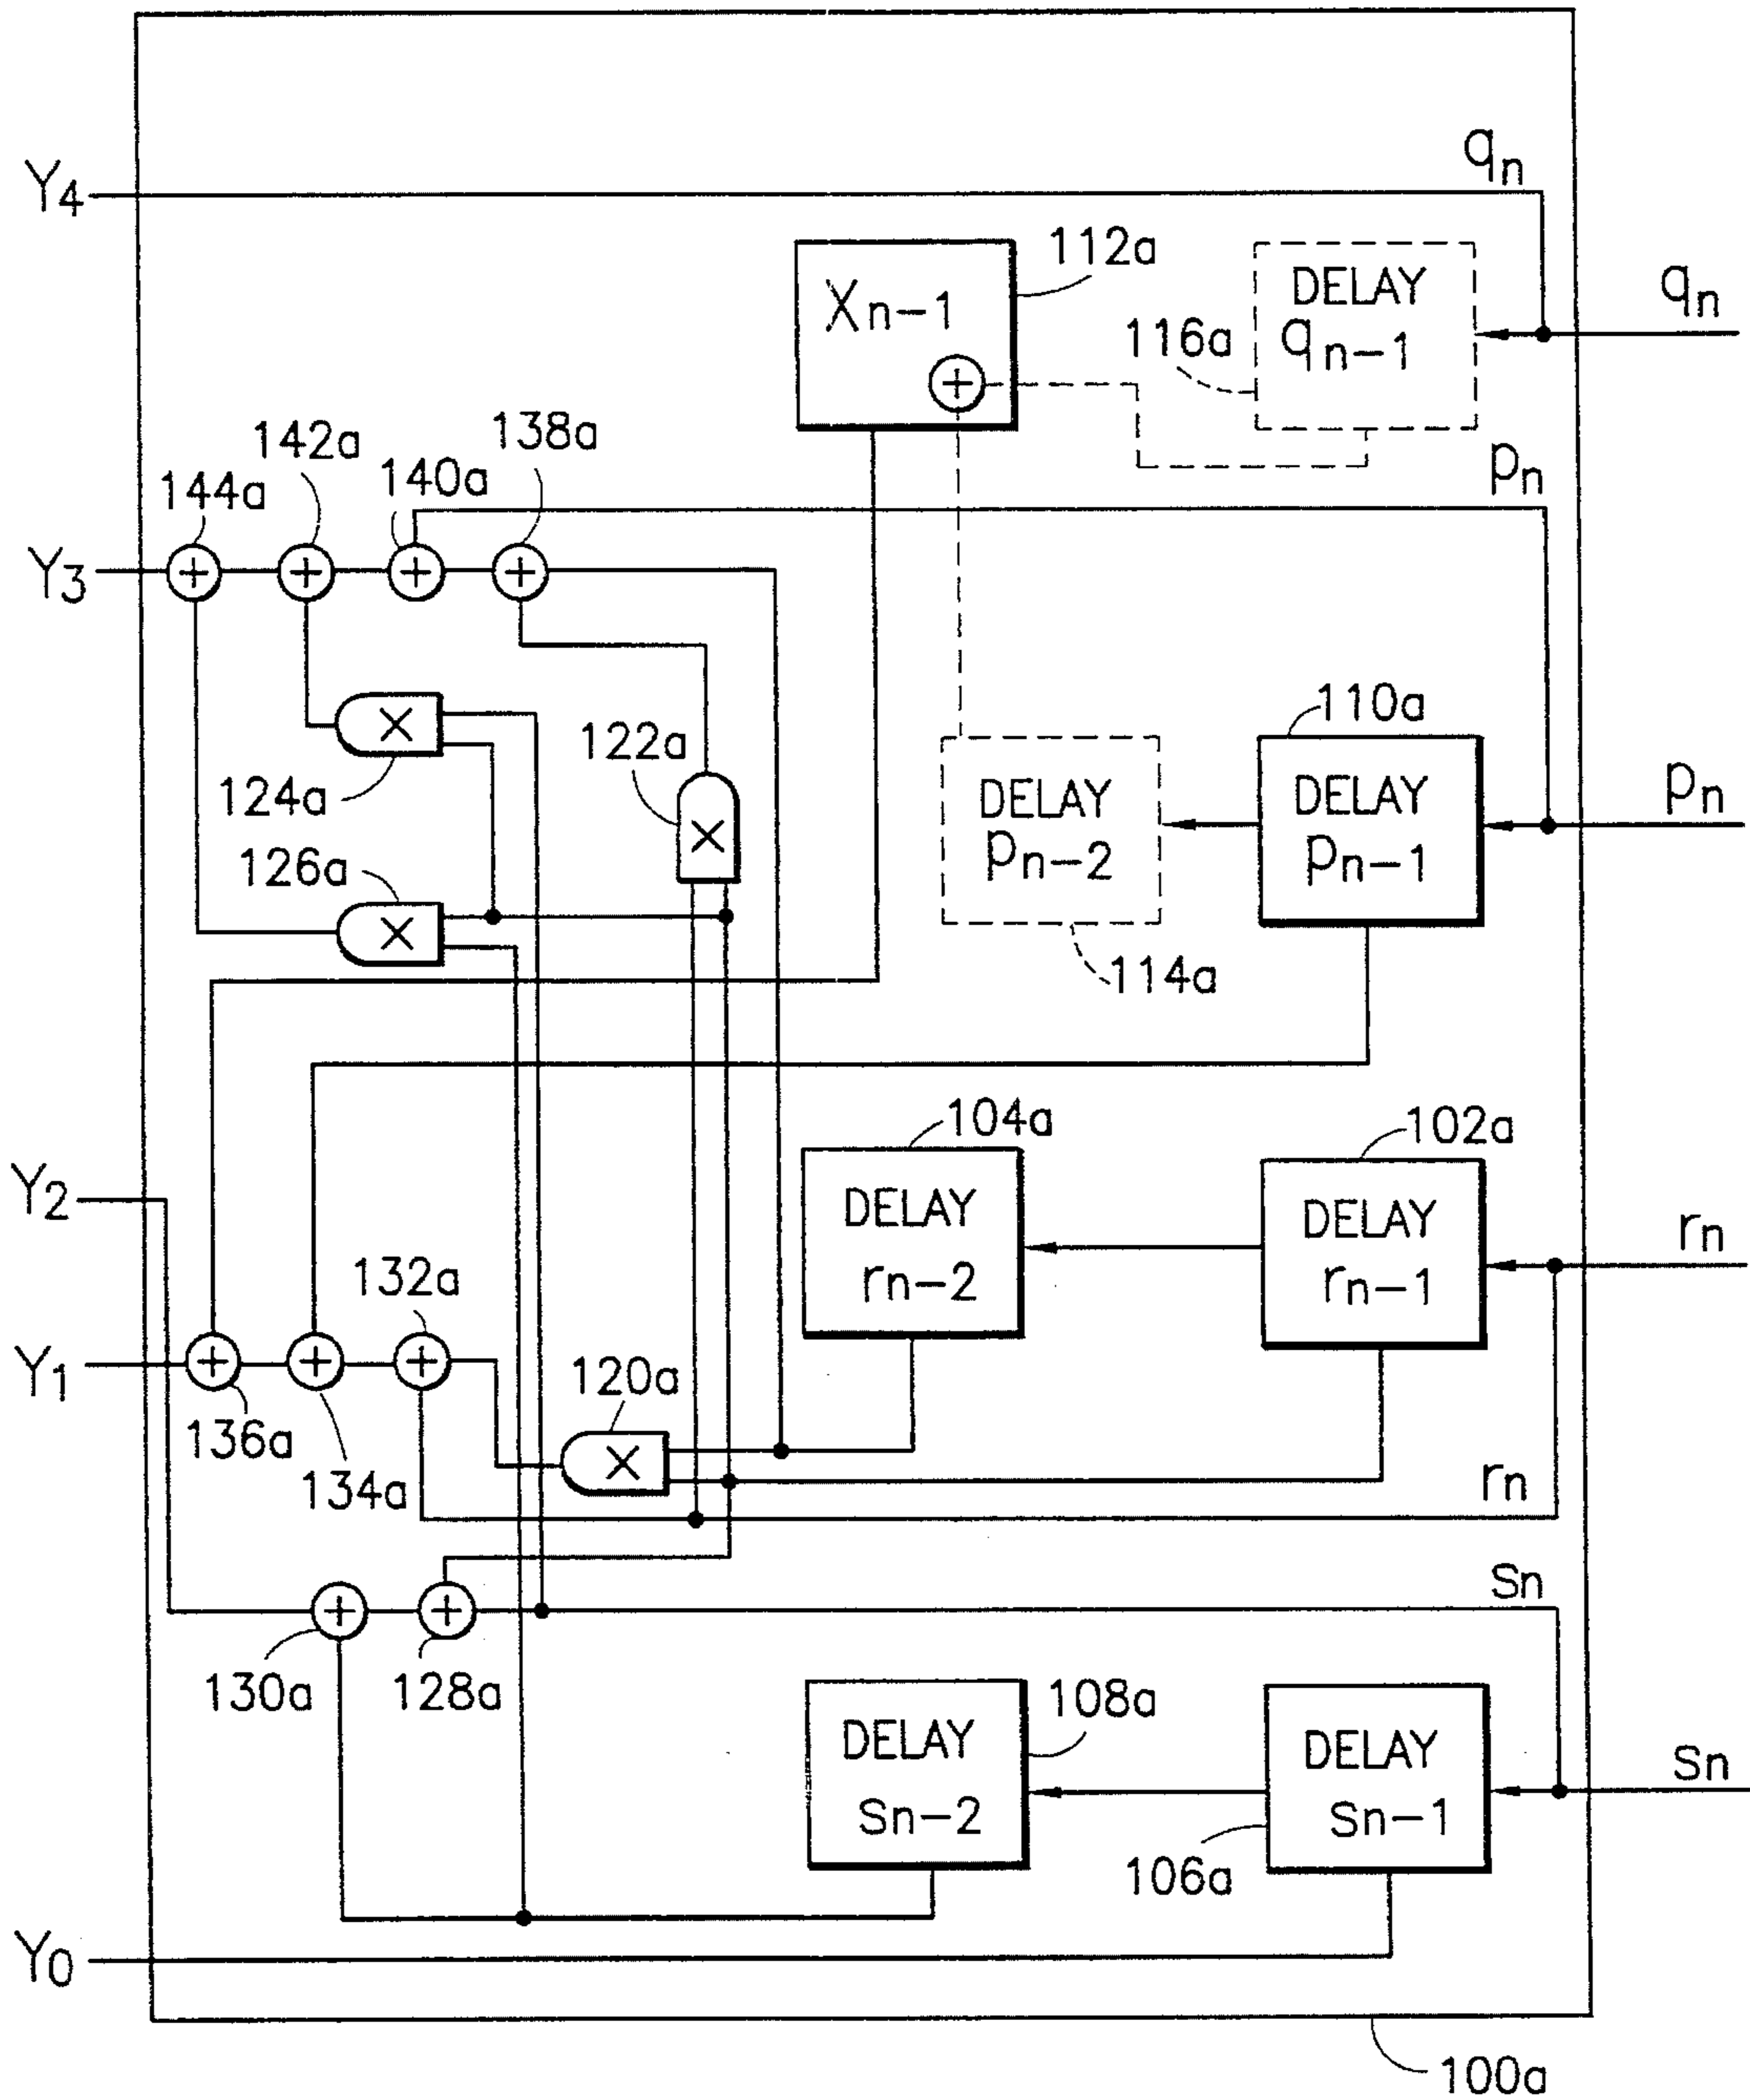 qn
Y4
112a
Xn-1
+
DELAY
qn-1
116a
qn
138a
142a
140a
144a
pn
Y3
+
+
+
+
110a
122a
×
124a
×
DELAY
pn-2
DELAY
pn-1
pn
126a
×
114a
104a
102a
Y2
DELAY
rn-2
DELAY
rn-1
rn
132a
Y1
+
+
+
120a
×
136a
134a
rn
sn
+
+
130a
128a
108a
DELAY
sn-2
DELAY
sn-1
sn
106a
Y0
100a